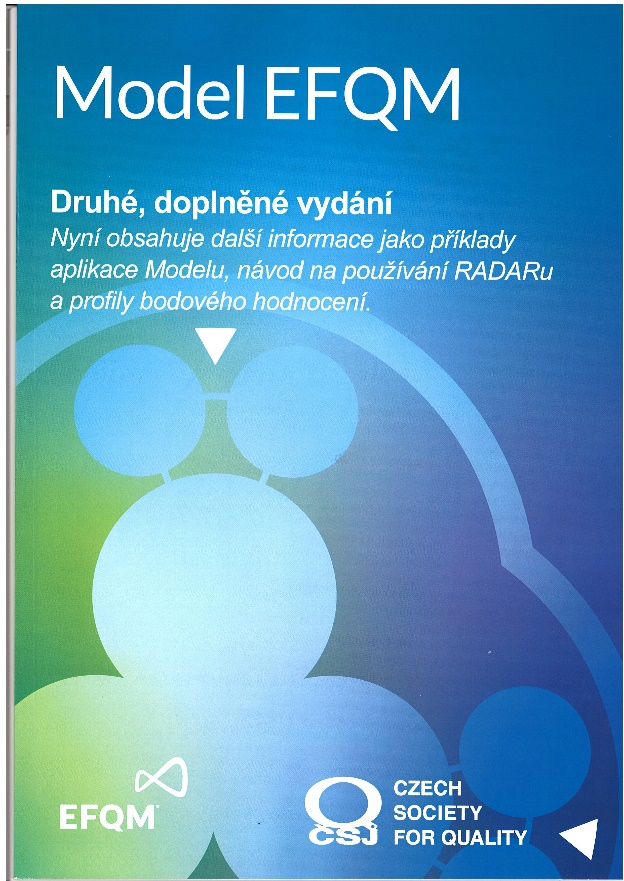 Model EFQM
Druhé, doplněné vydání
Nyní obsahuje další informace jako příklady
aplikace Modelu, návod na používání RADARu
a profily bodového hodnocení.
EFQM
ČSJ
CZECH
SOCIETY
FOR QUALITY